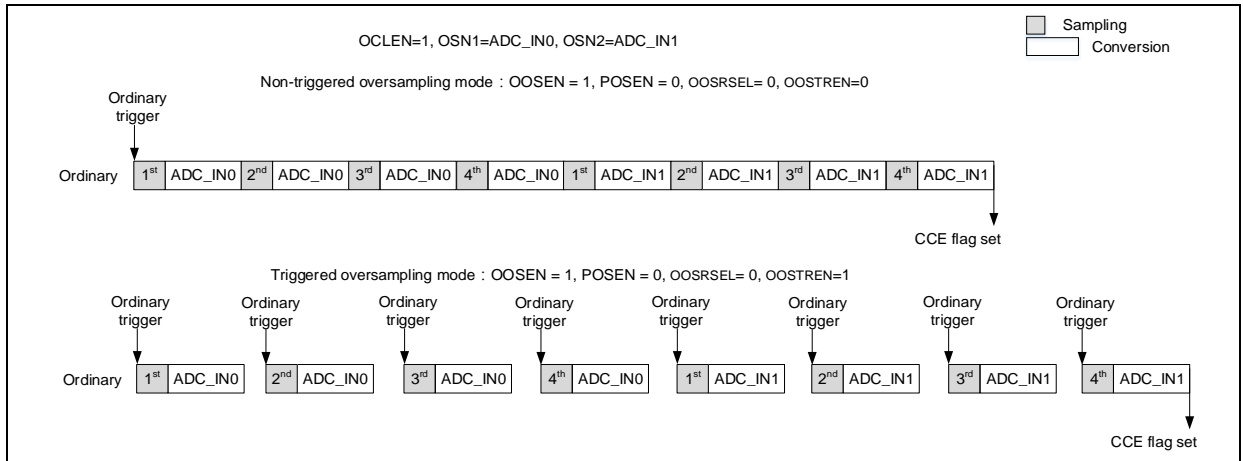 Sampling
Conversion
OCLEN=1, OSN1=ADC_IN0, OSN2=ADC_IN1
Non-triggered oversampling mode : OOSEN = 1, POSEN = 0, OOSRSEL= 0, OOSTREN=0
Ordinary
trigger
Ordinary 1st ADC_IN0 2nd ADC_IN0 3rd ADC_IN0 4th ADC_IN0 1st ADC_IN1 2nd ADC_IN1 3rd ADC_IN1 4th ADC_IN1
CCE flag set
Triggered oversampling mode : OOSEN = 1, POSEN = 0, OOSRSEL= 0, OOSTREN=1
Ordinary Ordinary Ordinary Ordinary Ordinary Ordinary Ordinary Ordinary
trigger trigger trigger trigger trigger trigger trigger trigger
Ordinary 1st ADC_IN0 2nd ADC_IN0 3rd ADC_IN0 4th ADC_IN0 1st ADC_IN1 2nd ADC_IN1 3rd ADC_IN1 4th ADC_IN1
CCE flag set